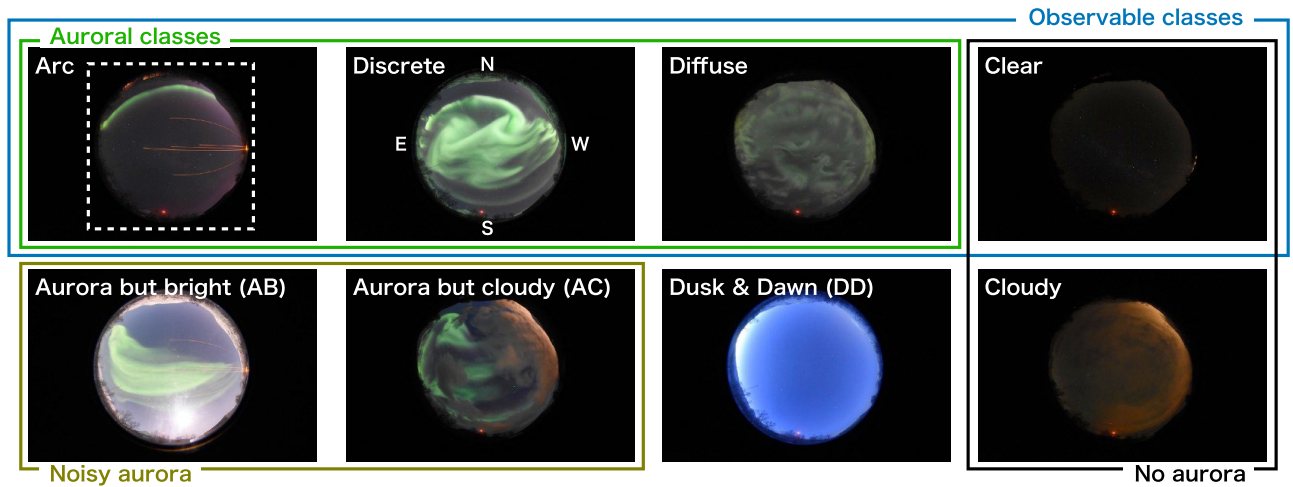 Observable classes
Auroral classes
Arc
Discrete
N
E
W
S
Diffuse
Clear
Aurora but bright (AB)
Aurora but cloudy (AC)
Dusk & Dawn (DD)
Cloudy
Noisy aurora
No aurora